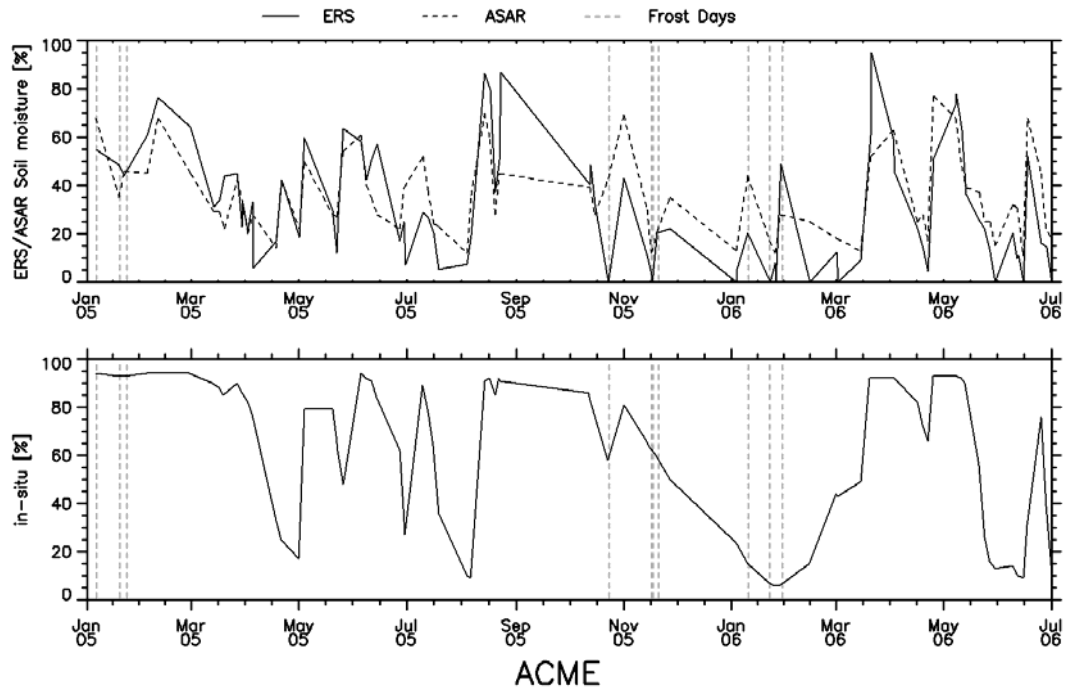 ERS ASAR Frost Days
ERS/ASAR Soil moisture [%]
100
80
60
40
20
0
Jan 05 Mar 05 May 05 Jul 05 Sep 05 Nov 05 Jan 06 Mar 06 May 06 Jul 06
in-situ [%]
100
80
60
40
20
0
Jan 05 Mar 05 May 05 Jul 05 Sep 05 Nov 05 Jan 06 Mar 06 May 06 Jul 06
ACME